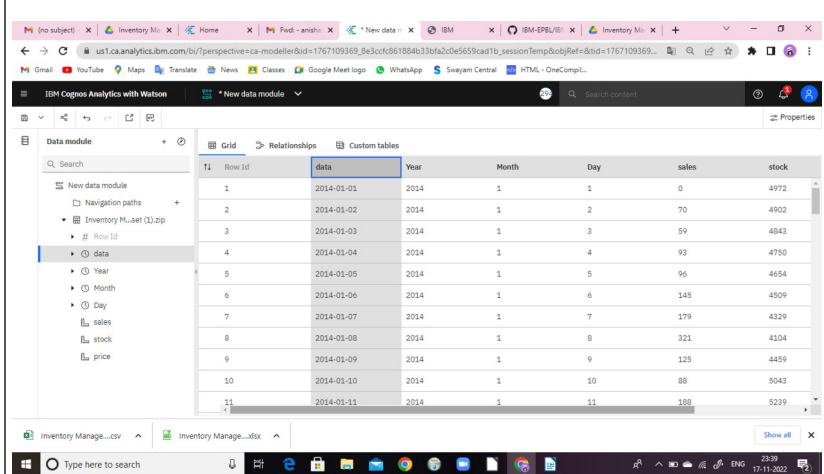 (no subject) -
Inventory Ma
Home
Fwd: - anisha
* New data m
IBM
IBM-EPBL/IB
Inventory Ma
us1.ca.analytics.ibm.com/bi/?perspective=ca-modeller&id=1767109369_8e3ccfc861884b33bfa2c0e5659cad1b_sessionTemp&objRef=&tid=1767109369...
Gmail YouTube Maps Translate News Classes Google Meet logo WhatsApp Swayam Central HTML - OneCompil...
IBM Cognos Analytics with Watson
* New data module
294
Search content
Properties
Data module
Search
New data module
Navigation paths
Inventory M...set (1).zip
# Row Id
data
Year
Month
Day
sales
stock
price
Grid Relationships Custom tables
Row Id data Year Month Day sales stock
1 2014-01-01 2014 1 1 0 4972
2 2014-01-02 2014 1 2 70 4902
3 2014-01-03 2014 1 3 59 4843
4 2014-01-04 2014 1 4 93 4750
5 2014-01-05 2014 1 5 96 4654
6 2014-01-06 2014 1 6 145 4509
7 2014-01-07 2014 1 7 179 4329
8 2014-01-08 2014 1 8 321 4104
9 2014-01-09 2014 1 9 125 4459
10 2014-01-10 2014 1 10 88 5043
11 2014-01-11 2014 1 11 188 5239
Inventory Manage....csv
Inventory Manage....xlsx
Show all
Type here to search
ENG
23:39
17-11-2022